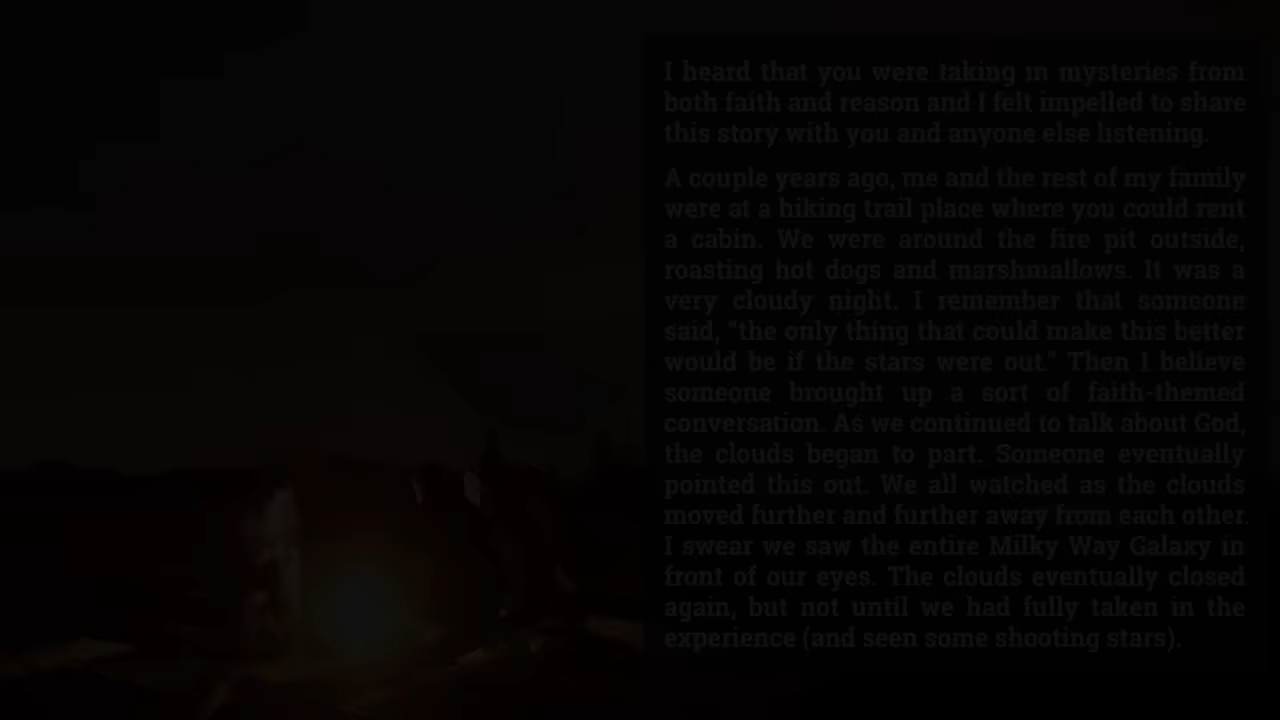 I heard that you were taking in mysteries from
both faith and reason and I felt impelled to share
this story with you and anyone else listening.
A couple years ago, me and the rest of my family
were at a hiking trail place where you could rent
a cabin. We were around the fire pit outside,
roasting hot dogs and marshmallows. It was a
very cloudy night. I remember that someone
said, "the only thing that could make this better
would be if the stars were out." Then I believe
someone brought up a sort of faith-themed
conversation. As we continued to talk about God,
the clouds began to part. Someone eventually
pointed this out. We all watched as the clouds
moved further and further away from each other.
I swear we saw the entire Milky Way Galaxy in
front of our eyes. The clouds eventually closed
again, but not until we had fully taken in the
experience (and seen some shooting stars).